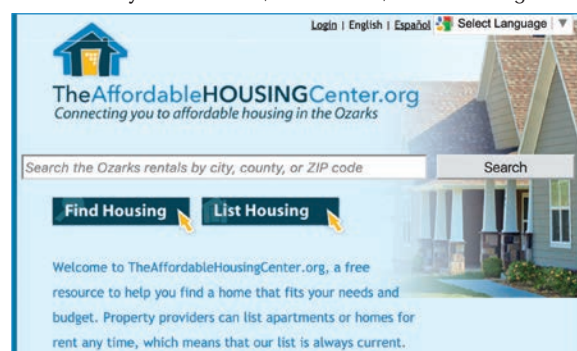 Login | English | Español Select Language ▼
TheAffordableHOUSINGCenter.org
Connecting you to affordable housing in the Ozarks
Search the Ozarks rentals by city, county, or ZIP code Search
Find Housing List Housing
Welcome to TheAffordableHousingCenter.org, a free
resource to help you find a home that fits your needs and
budget. Property providers can list apartments or homes for
rent any time, which means that our list is always current.